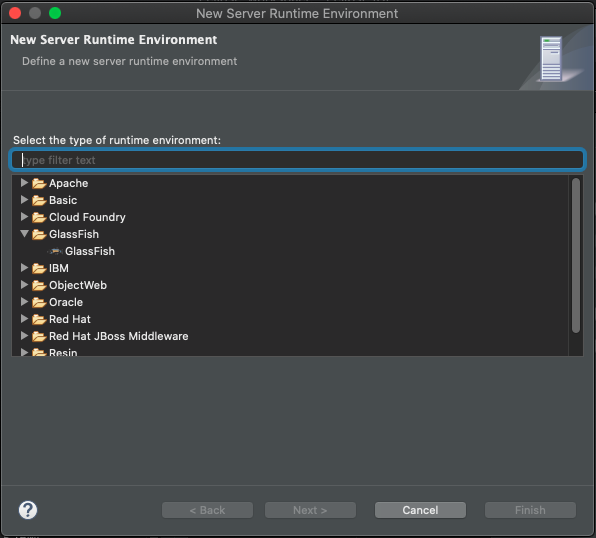 New Server Runtime Environment
New Server Runtime Environment
Define a new server runtime environment
Select the type of runtime environment:
type filter text
Apache
Basic
Cloud Foundry
GlassFish
GlassFish
IBM
ObjectWeb
Oracle
Red Hat
Red Hat JBoss Middleware
Resin
?
< Back
Next >
Cancel
Finish